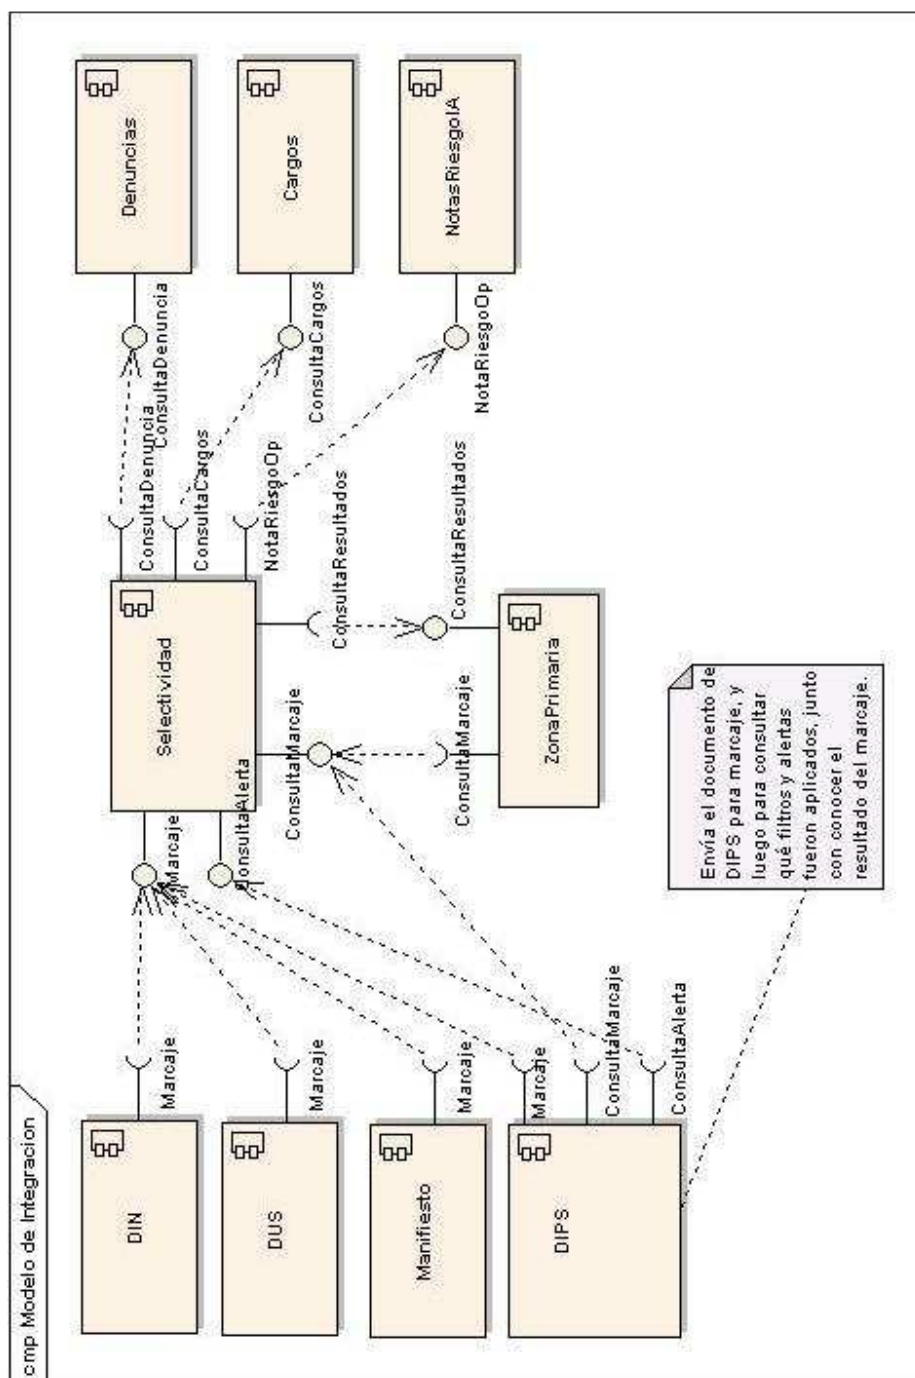 cmp Modelo de Integracion
DIN
Marcaje
DUS
Marcaje
Manifiesto
Marcaje
DIPS
Marcaje
ConsultaMarcaje
ConsultaAlerta
Marcaje
ConsultaAlerta
Selectividad
ConsultaMarcaje
ConsultaResultados
ConsultaDenuncia
ConsultaCargos
NotaRiesgoOp
ConsultaMarcaje
ConsultaResultados
ZonaPrimaria
ConsultaDenuncia
Denuncias
ConsultaCargos
Cargos
NotaRiesgoOp
NotasRiesgoIA
Envía el documento de
DIPS para marcaje, y
luego para consultar
qué filtros y alertas
fueron aplicados, junto
con conocer el
resultado del marcaje.